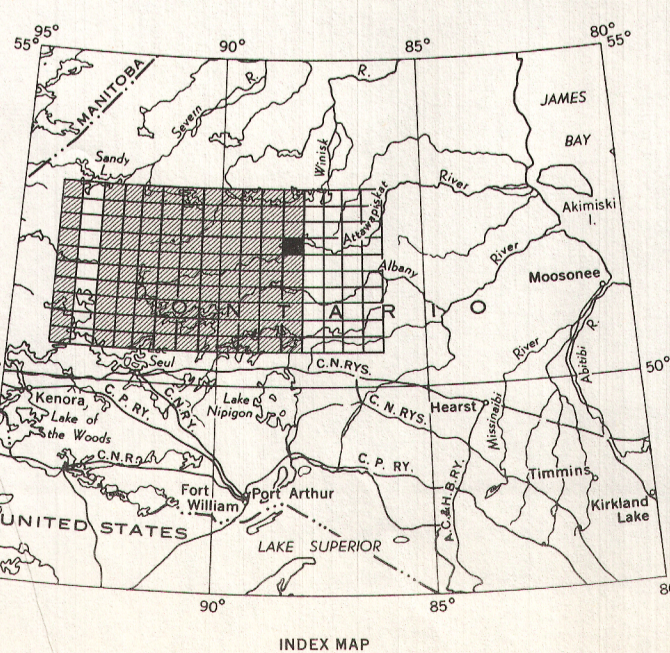 95°
90°
85°
80°
55°
55°
MANITOBA
Severn
R.
R.
JAMES
BAY
Sandy
L.
Winisk
River
Attawapiskat
Akimiski
I.
River
Albany
Moosonee
ONTARIO
River
Abitibi
R.
Seul
C.N.RYS.
50°
Kenora
C. P. RY.
C.N.RY.
Lake
Nipigon
C. N. RYS.
Hearst
Missinaibi
Lake of
the Woods
C.N.R.
C. P. RY.
A.C.&H.B.RY.
Timmins
Fort
William
Port Arthur
Kirkland
Lake
UNITED STATES
LAKE SUPERIOR
90°
85°
INDEX MAP